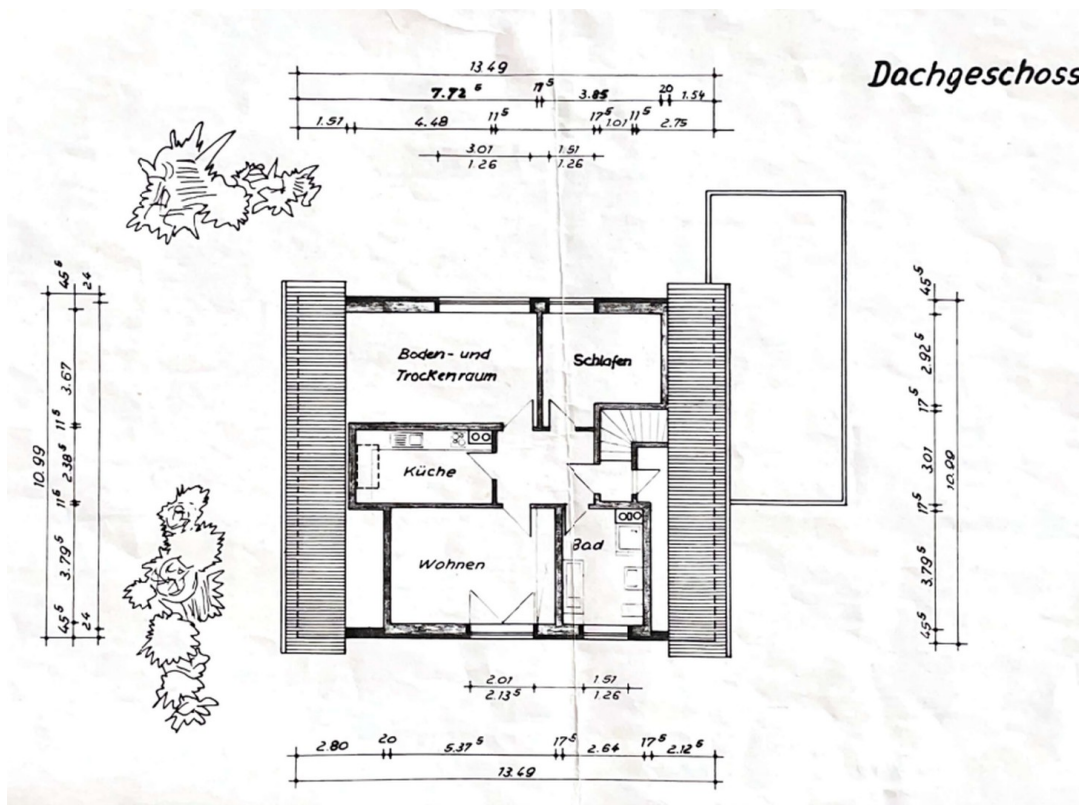 Dachgeschoss
13.49
7.72⁵ 17⁵ 3.85 20 1.54
1.51 4.48 11⁵ 17⁵ 1.01 11⁵ 2.75
3.01 1.51
1.26 1.26
Boden- und
Trockenraum
Schlafen
Küche
Wohnen
Bad
45⁵ 24
3.67
11⁵
2.38⁵
11⁵
3.79⁵
45⁵ 24
10.99
45⁵
2.92⁵
17⁵
3.01
17⁵
3.79⁵
45⁵
10.99
2.01 1.51
2.13⁵ 1.26
2.80 20 5.37⁵ 17⁵ 2.64 17⁵ 2.12⁵
13.49